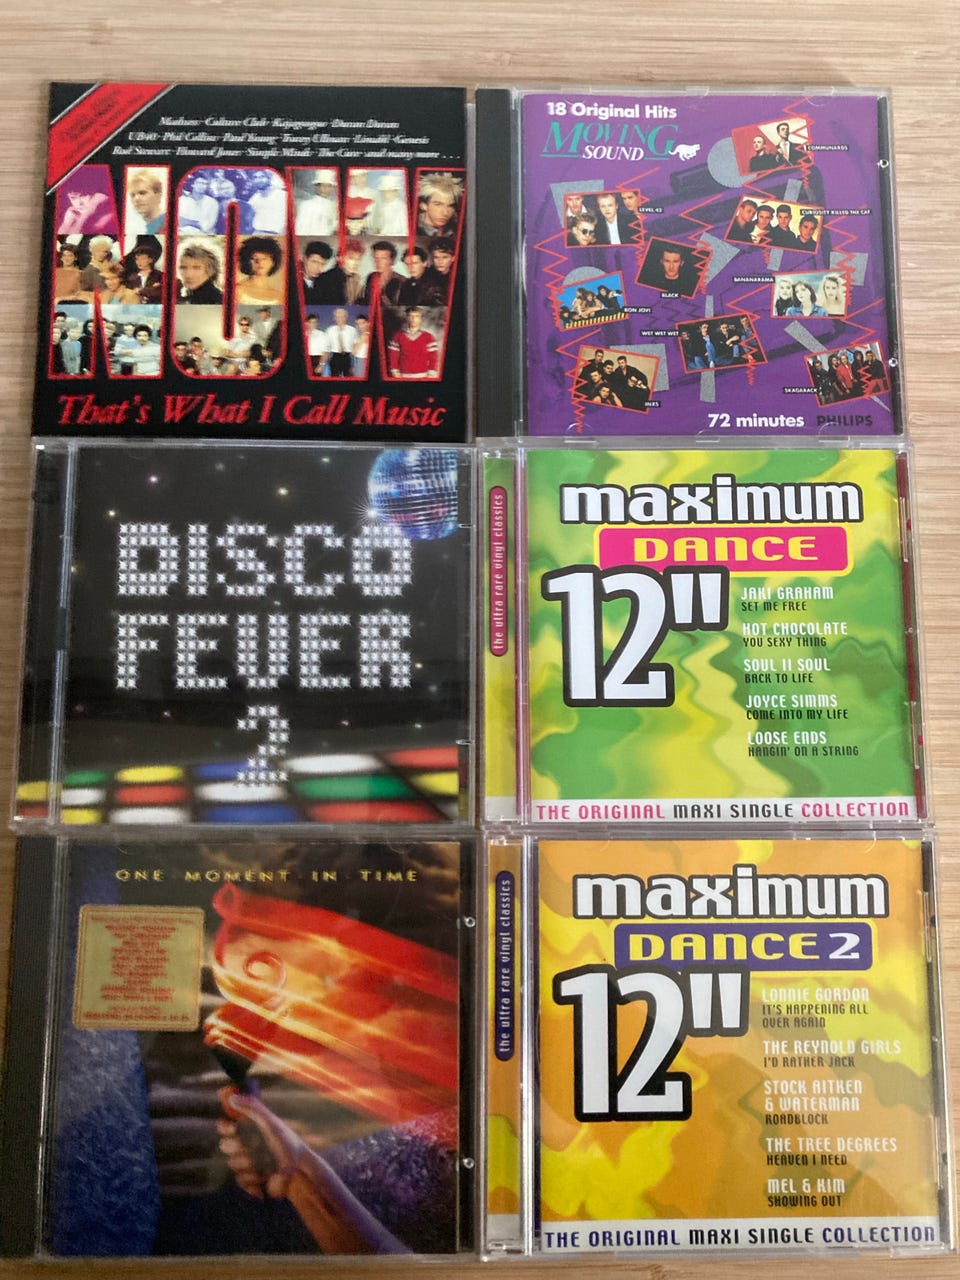 Madness · Culture Club · Kajagoogoo · Duran Duran
UB40 · Phil Collins · Paul Young · Tracey Ullman · Limahl · Genesis
Rod Stewart · Howard Jones · Simple Minds · The Cure · and many more . . .
NOW
That's What I Call Music
18 Original Hits
MOVING
SOUND
COMMUNARDS
LEVEL 42
CURIOSITY KILLED THE CAT
BLACK
BANANARAMA
BON JOVI
WET WET WET
INXS
SKAGARACK
72 minutes PHILIPS
DISCO
FEVER
2
the ultra rare vinyl classics
maximum
DANCE
12"
JAKI GRAHAM
SET ME FREE
HOT CHOCOLATE
YOU SEXY THING
SOUL II SOUL
BACK TO LIFE
JOYCE SIMMS
COME INTO MY LIFE
LOOSE ENDS
HANGIN' ON A STRING
THE ORIGINAL MAXI SINGLE COLLECTION
ONE · MOMENT · IN · TIME
the ultra rare vinyl classics
maximum
DANCE 2
12"
LONNIE GORDON
IT'S HAPPENING ALL
OVER AGAIN
THE REYNOLD GIRLS
I'D RATHER JACK
STOCK AITKEN
& WATERMAN
ROADBLOCK
THE TREE DEGREES
HEAVEN I NEED
MEL & KIM
SHOWING OUT
THE ORIGINAL MAXI SINGLE COLLECTION